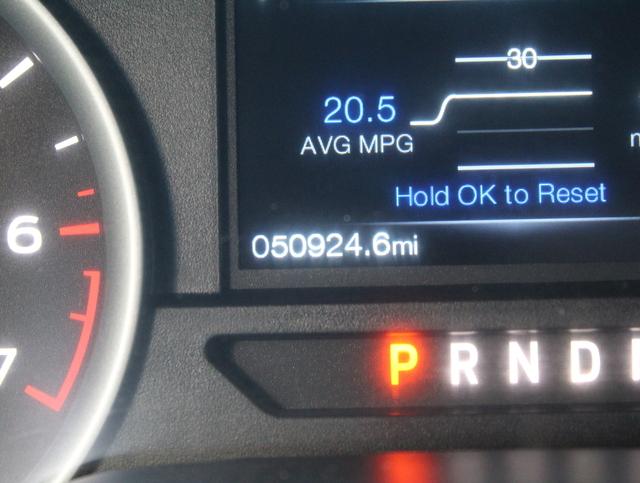 30
20.5
AVG MPG
Hold OK to Reset
050924.6mi
6
7
P R N D